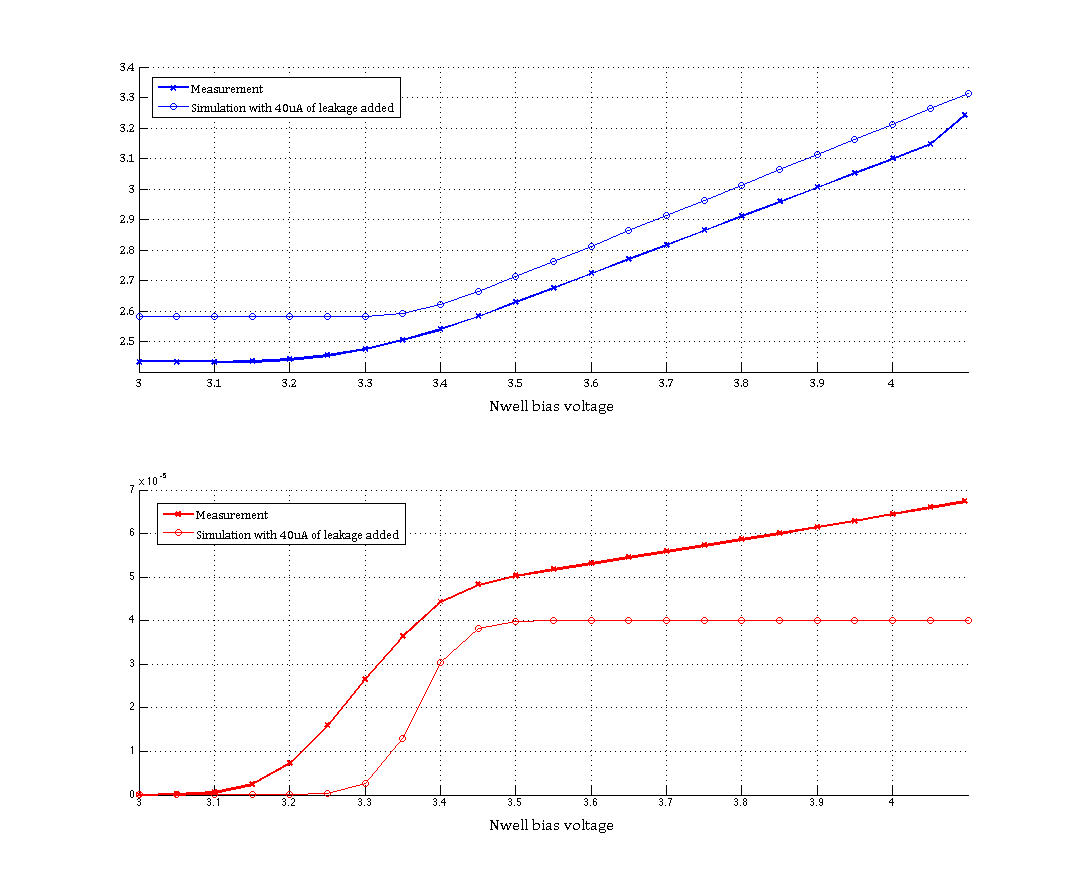 3.4
3.3
3.2
3.1
3
2.9
2.8
2.7
2.6
2.5
Measurement
Simulation with 40uA of leakage added
3 3.1 3.2 3.3 3.4 3.5 3.6 3.7 3.8 3.9 4
Nwell bias voltage
x 10 -5
7
6
5
4
3
2
1
0
Measurement
Simulation with 40uA of leakage added
3 3.1 3.2 3.3 3.4 3.5 3.6 3.7 3.8 3.9 4
Nwell bias voltage